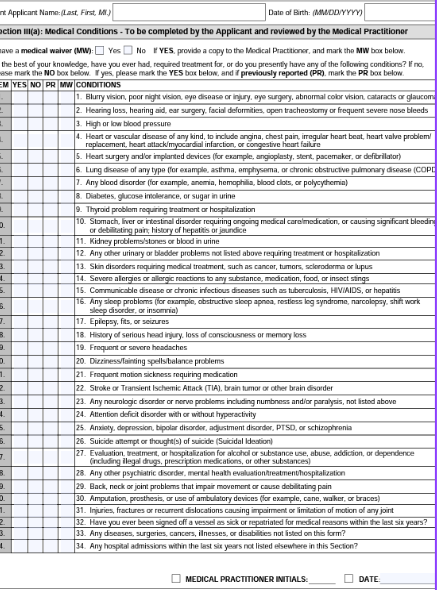 nt Applicant Name: (Last, First, MI.) Date of Birth: (MM/DD/YYYY)
ection III(a): Medical Conditions - To be completed by the Applicant and reviewed by the Medical Practitioner
ave a medical waiver (MW): Yes No If YES, provide a copy to the Medical Practitioner, and mark the MW box below.
the best of your knowledge, have you ever had, required treatment for, or do you presently have any of the following conditions? If no,
ease mark the NO box below. If yes, please mark the YES box below, and if previously reported (PR), mark the PR box below.
EM YES NO PR MW CONDITIONS
1. Blurry vision, poor night vision, eye disease or injury, eye surgery, abnormal color vision, cataracts or glaucom
2. Hearing loss, hearing aid, ear surgery, facial deformities, open tracheostomy or frequent severe nose bleeds
3. High or low blood pressure
4. Heart or vascular disease of any kind, to include angina, chest pain, irregular heart beat, heart valve problem/
replacement, heart attack/myocardial infarction, or congestive heart failure
5. Heart surgery and/or implanted devices (for example, angioplasty, stent, pacemaker, or defibrillator)
6. Lung disease of any type (for example, asthma, emphysema, or chronic obstructive pulmonary disease (COPD
7. Any blood disorder (for example, anemia, hemophilia, blood clots, or polycythemia)
8. Diabetes, glucose intolerance, or sugar in urine
9. Thyroid problem requiring treatment or hospitalization
0. 10. Stomach, liver or intestinal disorder requiring ongoing medical care/medication, or causing significant bleedin
or debilitating pain; history of hepatitis or jaundice
1. 11. Kidney problems/stones or blood in urine
2. 12. Any other urinary or bladder problems not listed above requiring treatment or hospitalization
3. 13. Skin disorders requiring medical treatment, such as cancer, tumors, scleroderma or lupus
4. 14. Severe allergies or allergic reactions to any substance, medication, food, or insect stings
5. 15. Communicable disease or chronic infectious diseases such as tuberculosis, HIV/AIDS, or hepatitis
6. 16. Any sleep problems (for example, obstructive sleep apnea, restless leg syndrome, narcolepsy, shift work
sleep disorder, or insomnia)
7. 17. Epilepsy, fits, or seizures
8. 18. History of serious head injury, loss of consciousness or memory loss
9. 19. Frequent or severe headaches
0. 20. Dizziness/fainting spells/balance problems
1. 21. Frequent motion sickness requiring medication
2. 22. Stroke or Transient Ischemic Attack (TIA), brain tumor or other brain disorder
3. 23. Any neurologic disorder or nerve problems including numbness and/or paralysis, not listed above
4. 24. Attention deficit disorder with or without hyperactivity
5. 25. Anxiety, depression, bipolar disorder, adjustment disorder, PTSD, or schizophrenia
6. 26. Suicide attempt or thought(s) of suicide (Suicidal Ideation)
7. 27. Evaluation, treatment, or hospitalization for alcohol or substance use, abuse, addiction, or dependence
(including illegal drugs, prescription medications, or other substances)
8. 28. Any other psychiatric disorder, mental health evaluation/treatment/hospitalization
9. 29. Back, neck or joint problems that impair movement or cause debilitating pain
0. 30. Amputation, prosthesis, or use of ambulatory devices (for example, cane, walker, or braces)
1. 31. Injuries, fractures or recurrent dislocations causing impairment or limitation of motion of any joint
2. 32. Have you ever been signed off a vessel as sick or repatriated for medical reasons within the last six years?
3. 33. Any diseases, surgeries, cancers, illnesses, or disabilities not listed on this form?
4. 34. Any hospital admissions within the last six years not listed elsewhere in this Section?
MEDICAL PRACTITIONER INITIALS: DATE: